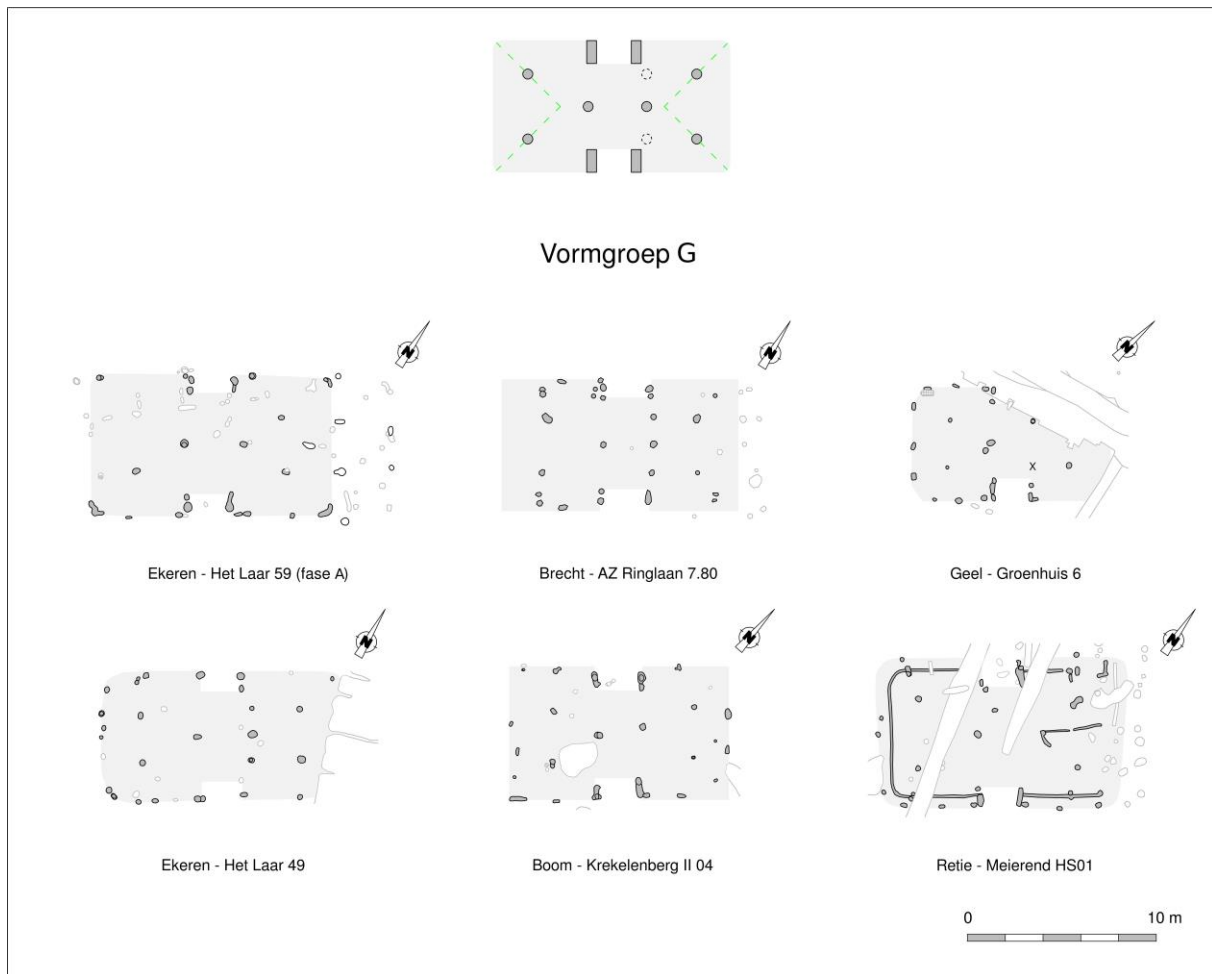 Vormgroep G
N
N
N
Ekeren - Het Laar 59 (fase A)
Brecht - AZ Ringlaan 7.80
Geel - Groenhuis 6
X
N
N
N
Ekeren - Het Laar 49
Boom - Krekelenberg II 04
Retie - Meierend HS01
0 10 m